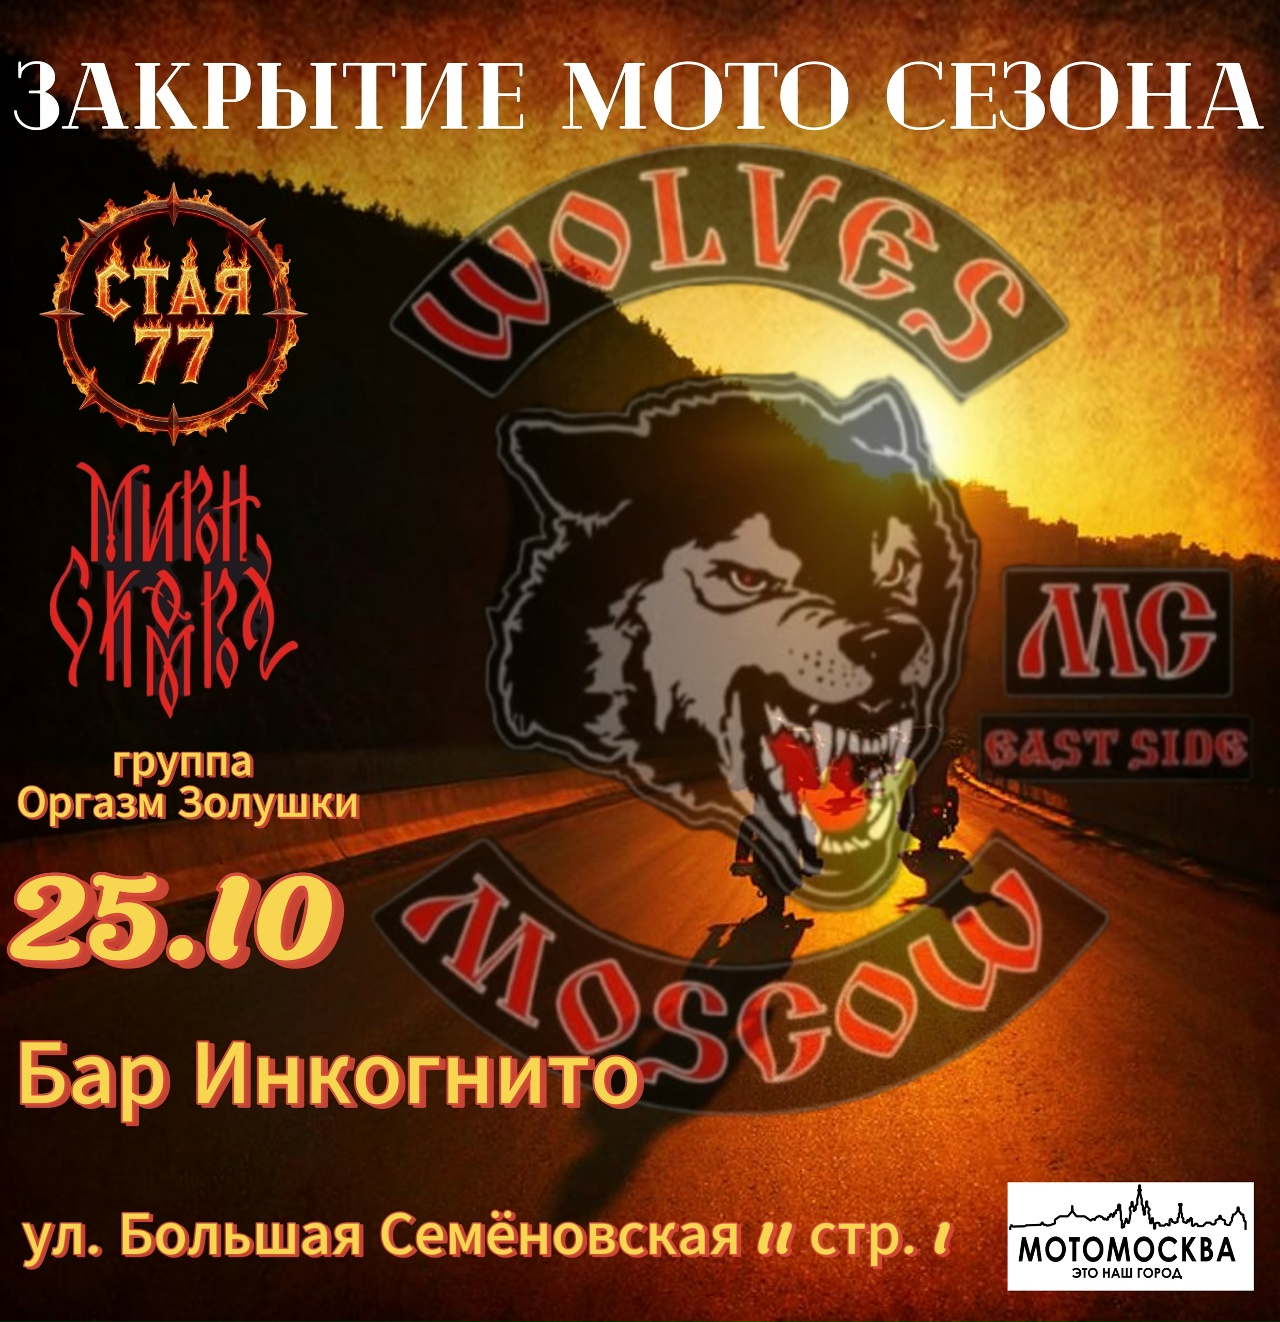 ЗАКРЫТИЕ МОТО СЕЗОНА
WOLVES
СТАЯ
77
МИРОН
СКОМОРОХ
MC
EAST SIDE
группа
Оргазм Золушки
25.10
MOSCOW
Бар Инкогнито
ул. Большая Семёновская 11 стр. 1
МОТОМОСКВА
ЭТО НАШ ГОРОД